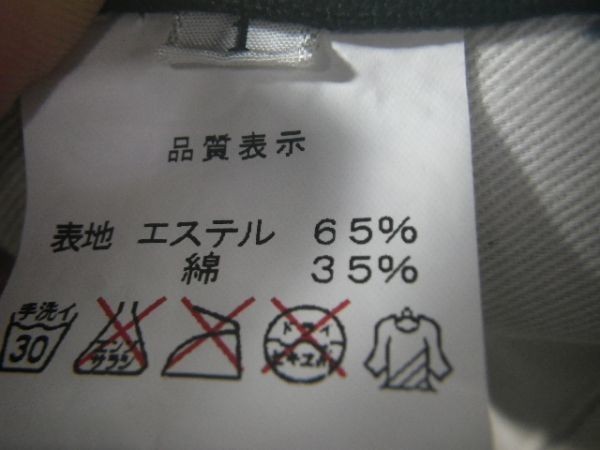 1
品質表示
表地 エステル 65%
綿 35%
手洗イ
30
エンソ
サラシ
ドライ
セキユ系